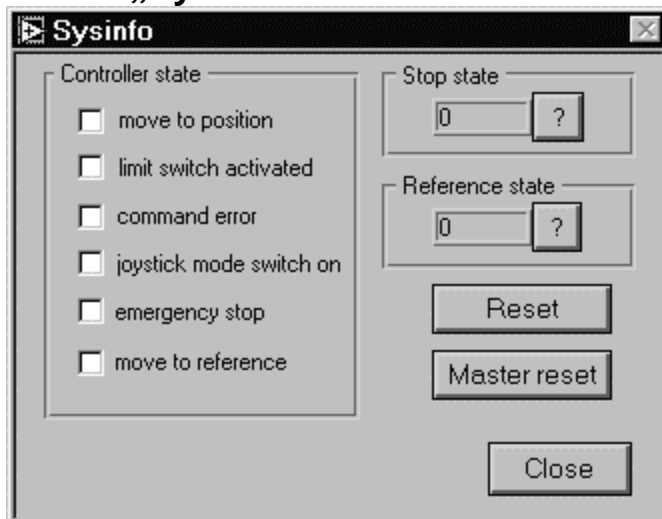 Sysinfo
Controller state
move to position
limit switch activated
command error
joystick mode switch on
emergency stop
move to reference
Stop state
0 ?
Reference state
0 ?
Reset
Master reset
Close